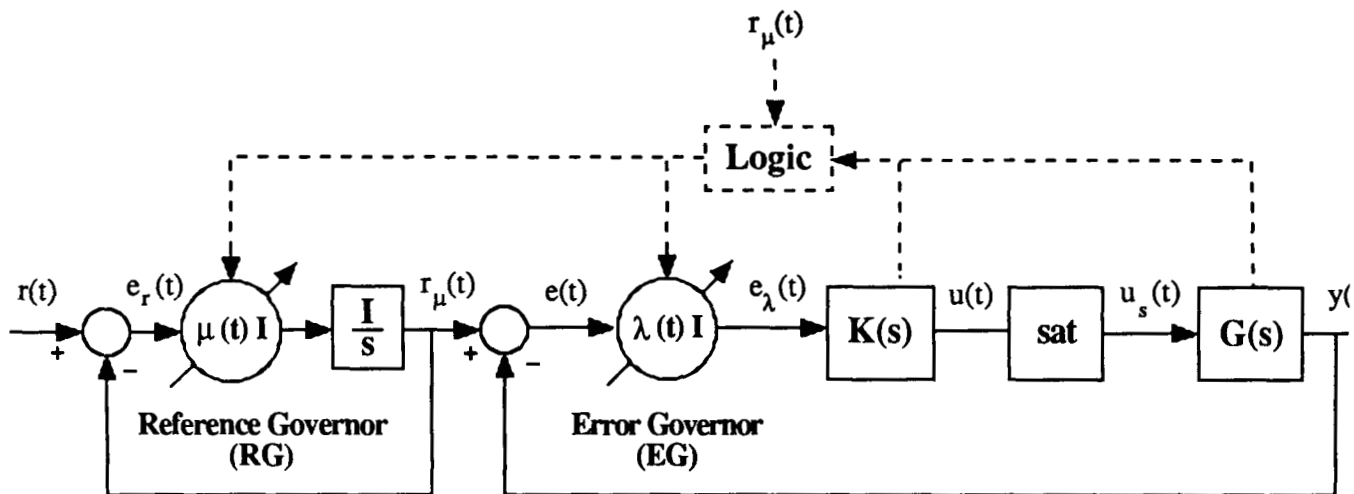 r_μ(t)
Logic
r(t)
e_r(t)
μ(t) I
I
s
r_μ(t)
e(t)
λ(t) I
e_λ(t)
K(s)
u(t)
sat
u_s(t)
G(s)
y(
+
−
+
−
Reference Governor
(RG)
Error Governor
(EG)